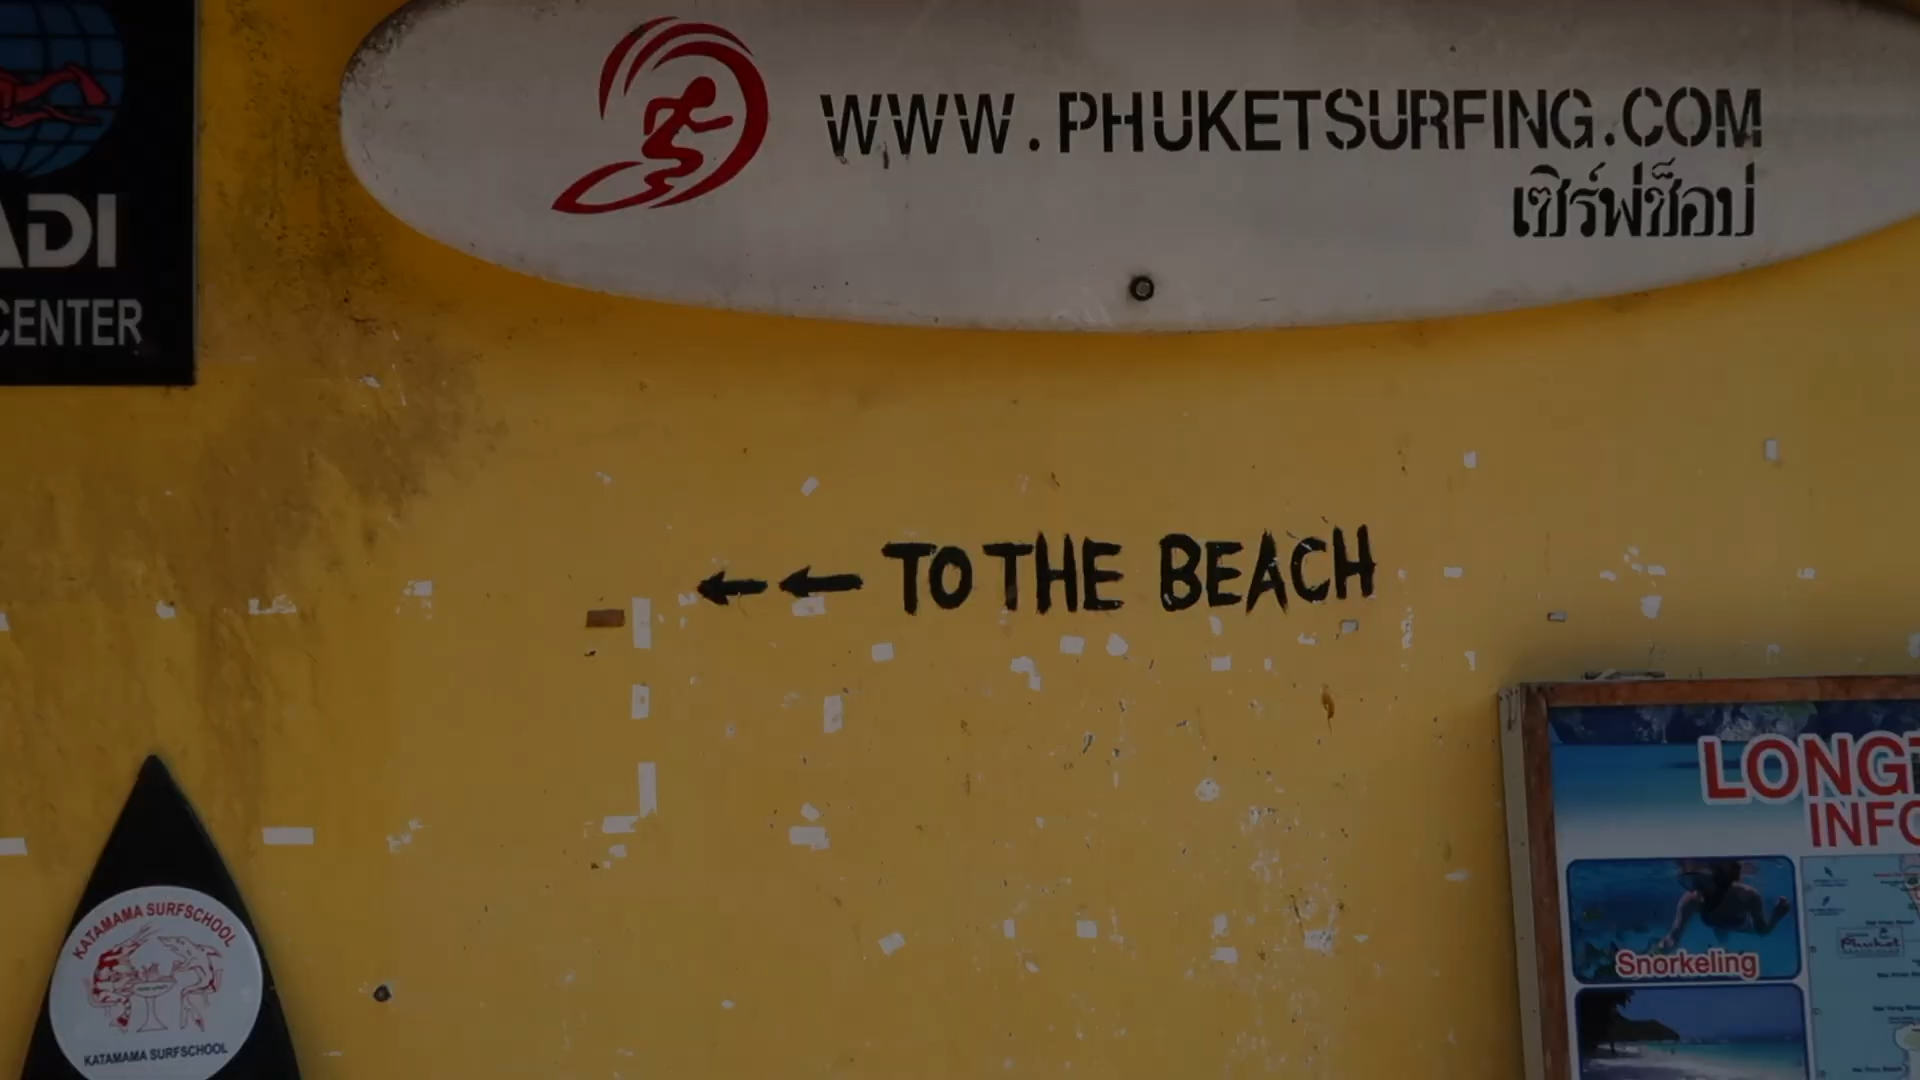 WWW.PHUKETSURFING.COM
เซิร์ฟช็อป
ADI
CENTER
TO THE BEACH
LONG
INFO
Snorkeling
Phuket
KATAMAMA SURFSCHOOL
KATAMAMA SURFSCHOOL